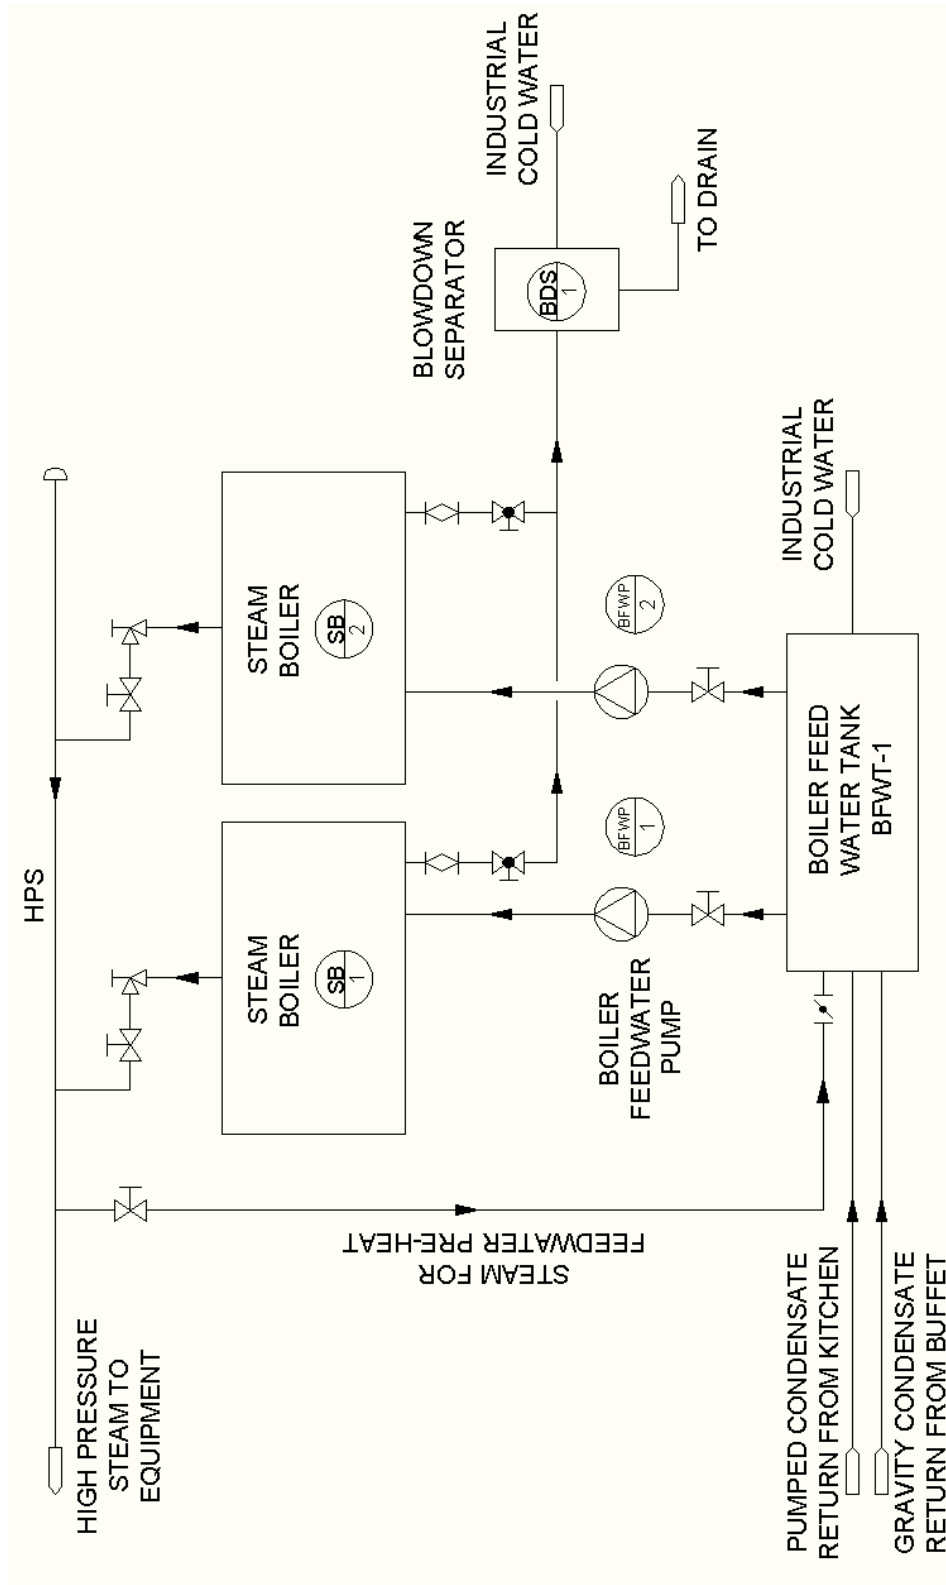 HIGH PRESSURE
STEAM TO
EQUIPMENT
HPS
STEAM FOR
FEEDWATER PRE-HEAT
STEAM
BOILER
SB
1
STEAM
BOILER
SB
2
BLOWDOWN
SEPARATOR
BDS
1
INDUSTRIAL
COLD WATER
TO DRAIN
BOILER
FEEDWATER
PUMP
BFWP
1
BFWP
2
PUMPED CONDENSATE
RETURN FROM KITCHEN
GRAVITY CONDENSATE
RETURN FROM BUFFET
BOILER FEED
WATER TANK
BFWT-1
INDUSTRIAL
COLD WATER